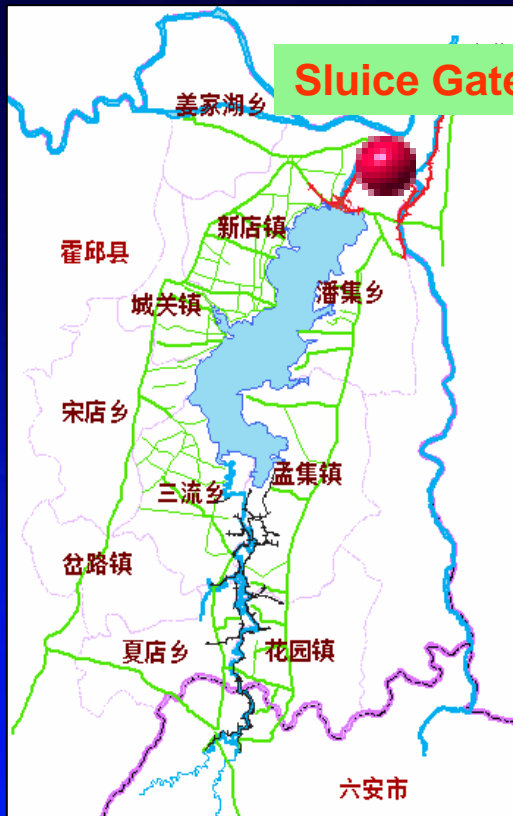 Sluice Gate
姜家湖乡
新店镇
霍邱县
潘集乡
城关镇
宋店乡
孟集镇
三流乡
岔路镇
夏店乡
花园镇
六安市